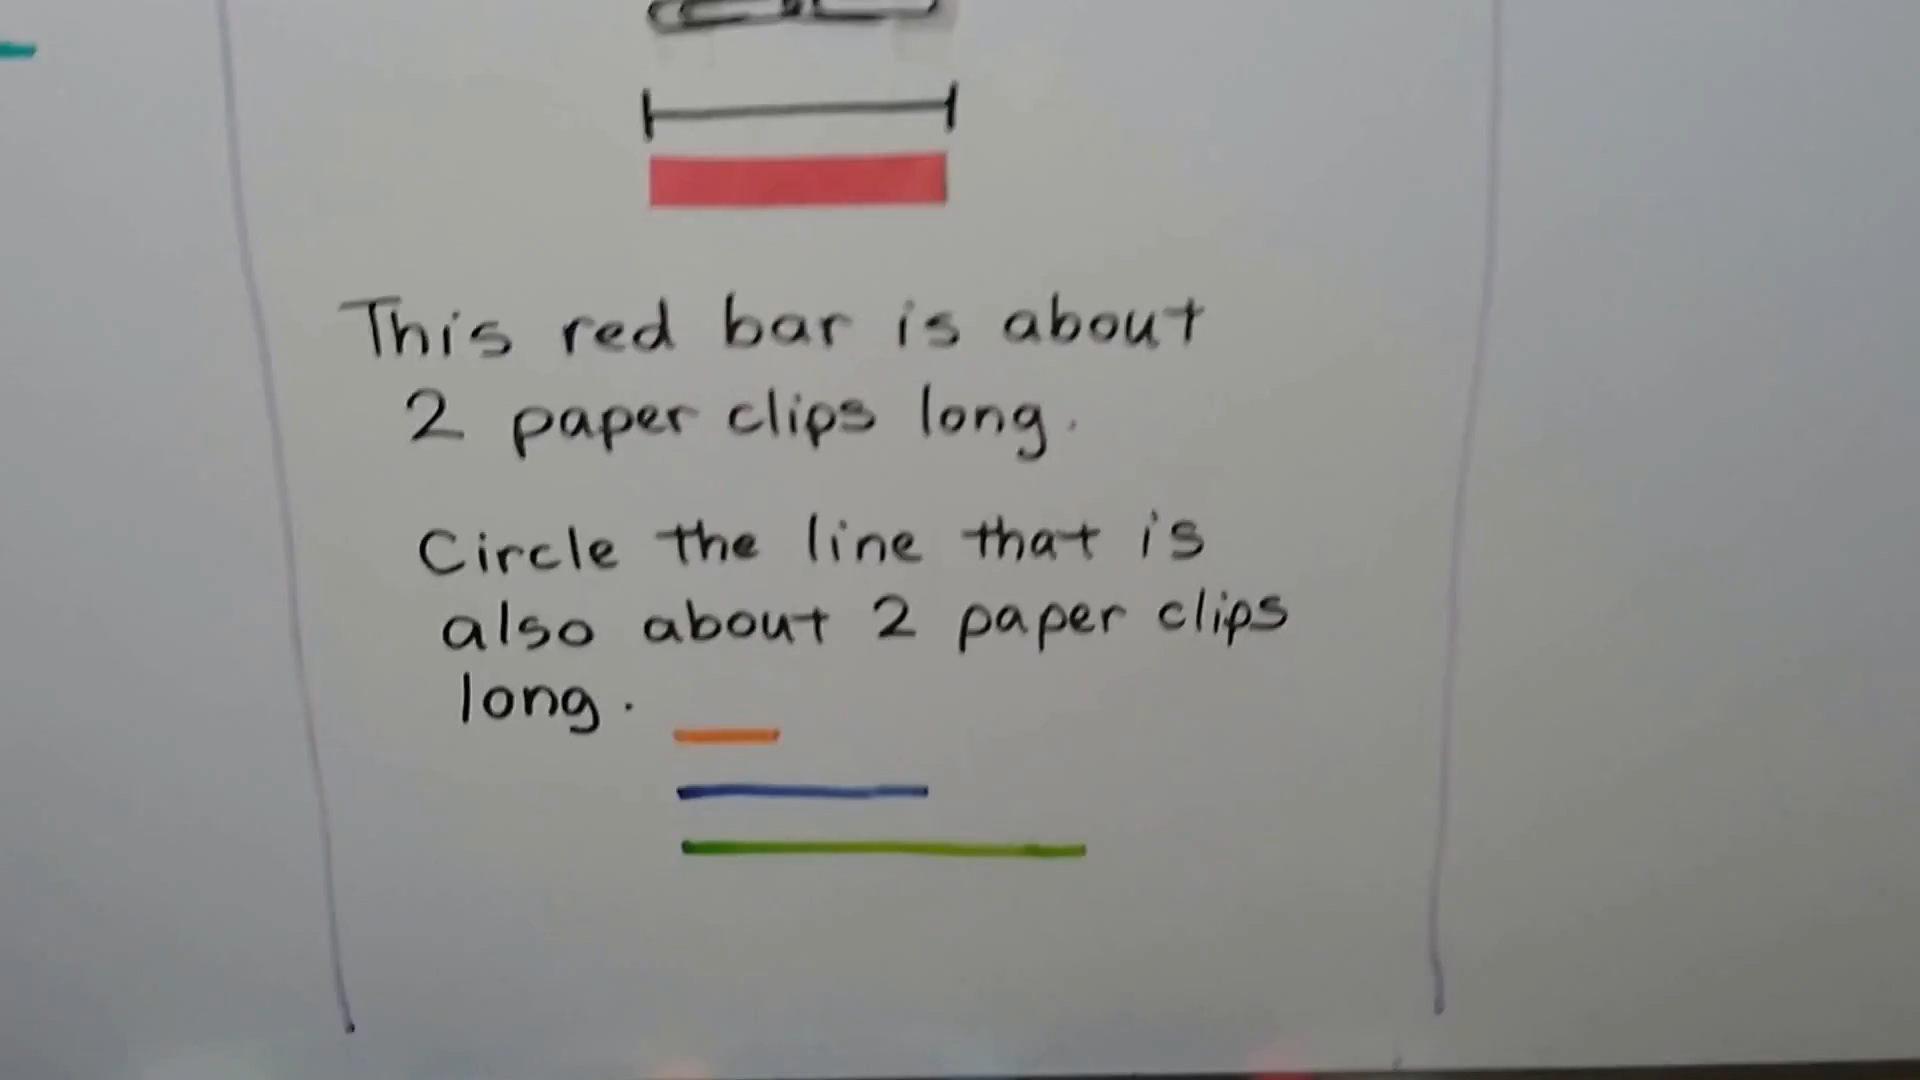 This red bar is about
2 paper clips long.
Circle the line that is
also about 2 paper clips
long.